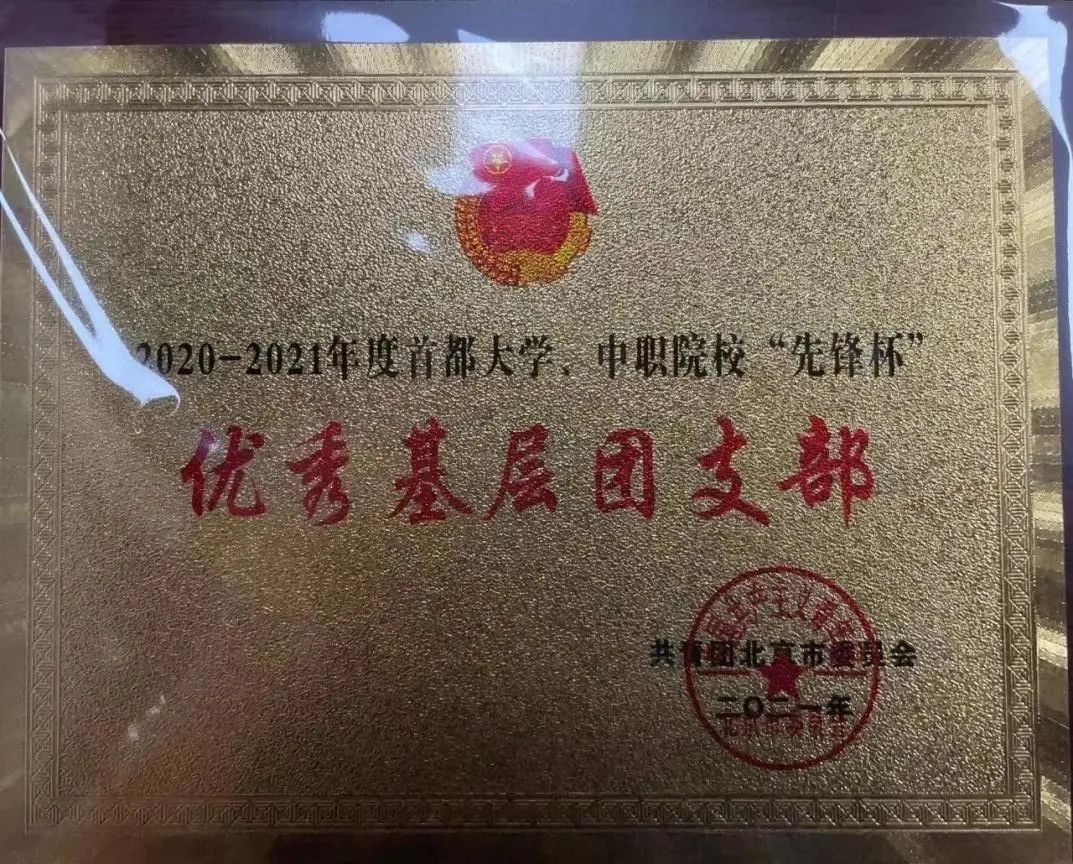 2020-2021年度首都大学、中职院校“先锋杯”
优秀基层团支部
共青团北京市委员会
二〇二一年